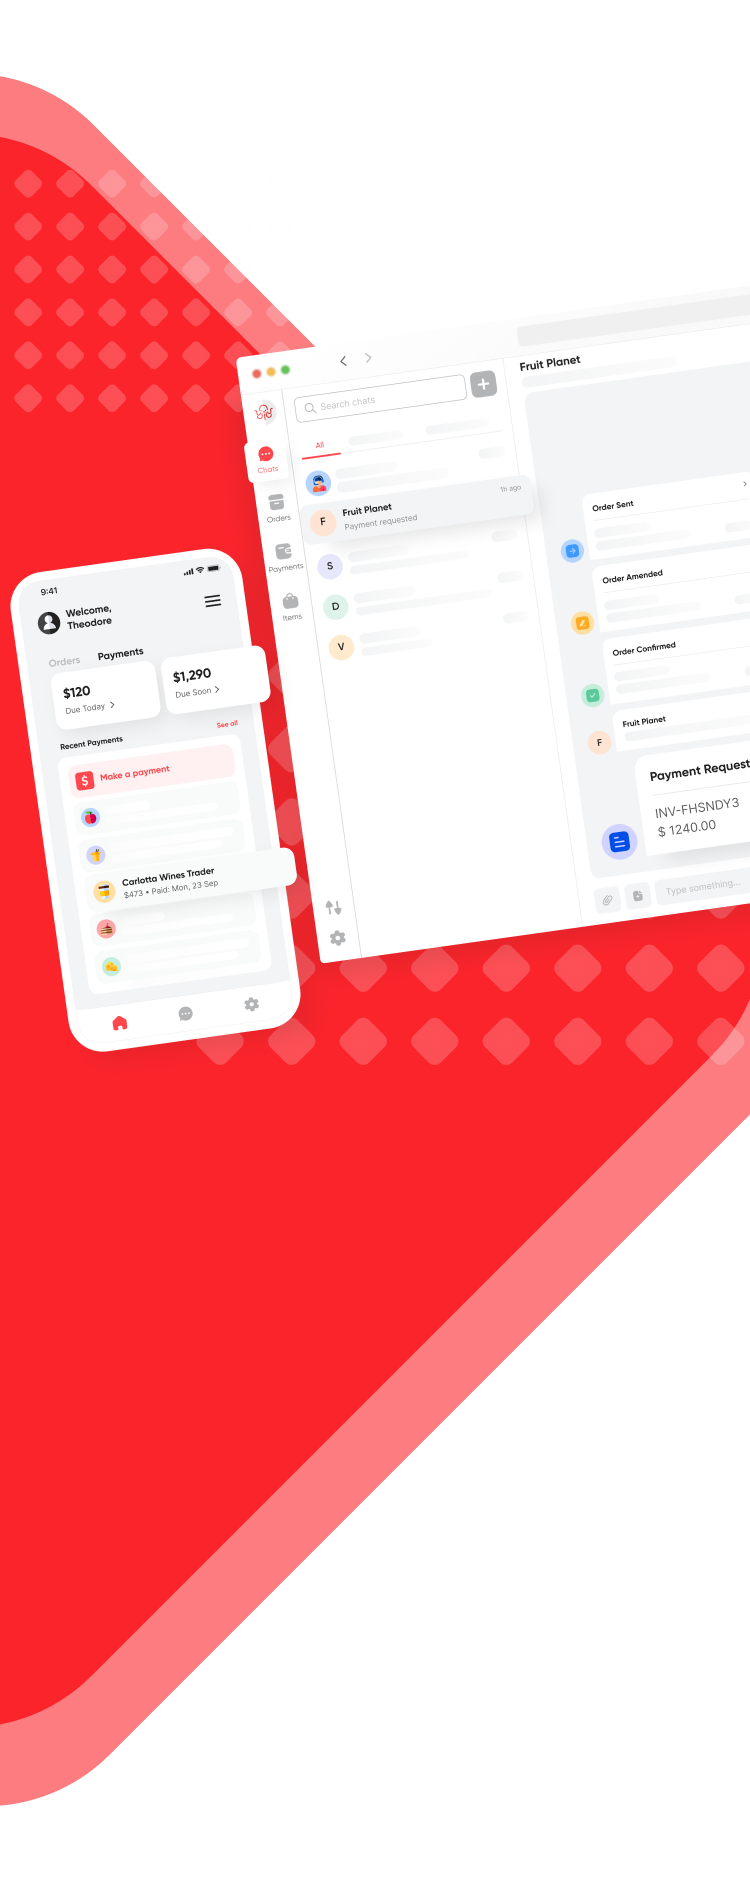 Fruit Planet
Search chats
All
Chats
Orders
Payments
Items
Fruit Planet
1h ago
Payment requested
F
S
D
V
Order Sent
Order Amended
Order Confirmed
Fruit Planet
F
Payment Request
INV-FHSNDY3
$ 1240.00
Type something...
9:41
Welcome,
Theodore
Orders
Payments
$120
Due Today
$1,290
Due Soon
Recent Payments
See all
$
Make a payment
Carlotta Wines Trader
$473 • Paid: Mon, 23 Sep